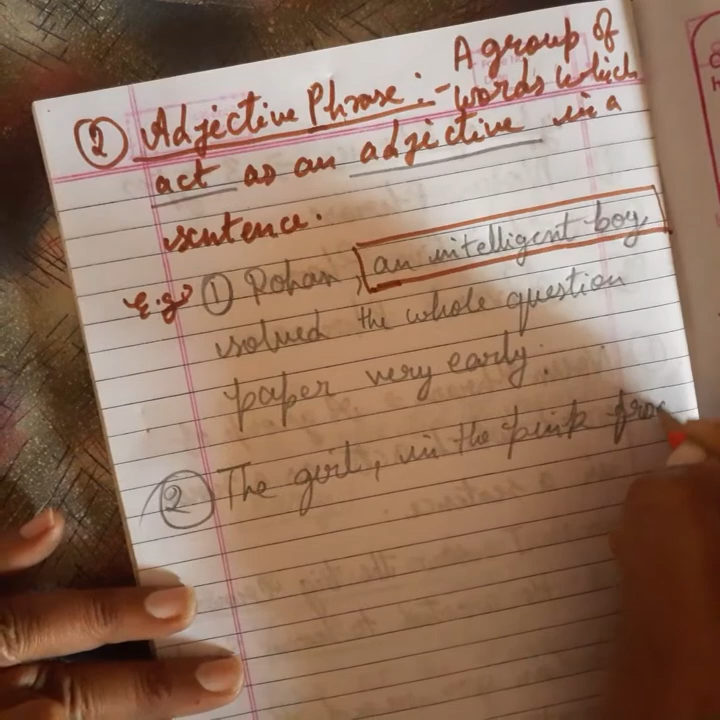 ② Adjective Phrase :- A group of
words which
act as an adjective in a
sentence.
E.g ① Rohan, an intelligent boy
solved the whole question
paper very early.
② The girl, in the pink